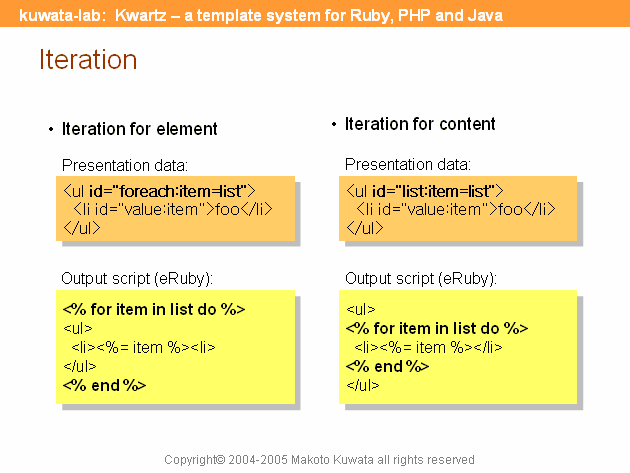 kuwata-lab: Kwartz – a template system for Ruby, PHP and Java
Iteration
• Iteration for element
Presentation data:
<ul id="foreach:item=list">
  <li id="value:item">foo</li>
</ul>
Output script (eRuby):
<% for item in list do %>
<ul>
  <li><%= item %><li>
</ul>
<% end %>
• Iteration for content
Presentation data:
<ul id="list:item=list">
  <li id="value:item">foo</li>
</ul>
Output script (eRuby):
<ul>
<% for item in list do %>
  <li><%= item %></li>
<% end %>
</ul>
Copyright© 2004-2005 Makoto Kuwata all rights reserved